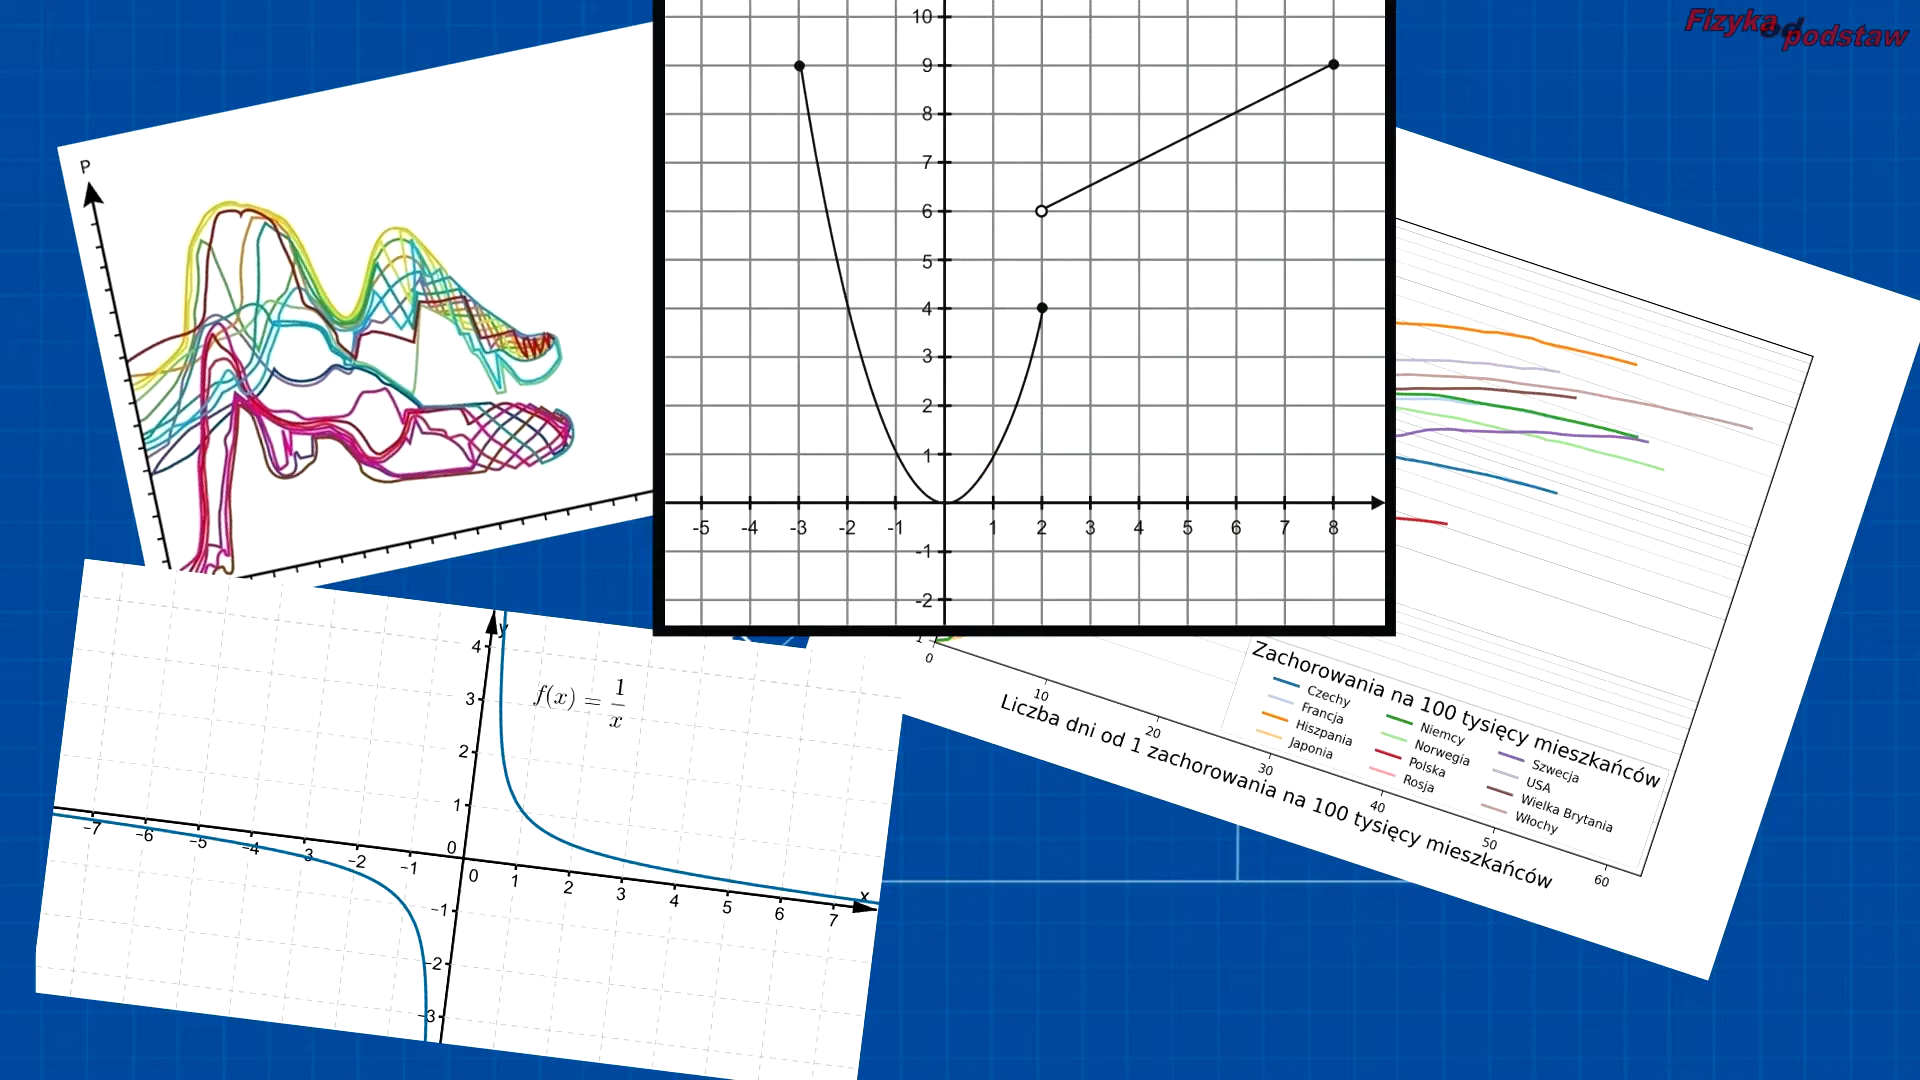 Fizyka od podstaw
P
10
9
8
7
6
5
4
3
2
1
-5 -4 -3 -2 -1 1 2 3 4 5 6 7 8
-1
-2
y
4
3
2
1
0
f(x) = 1/x
-7 -6 -5 -4 -3 -2 -1 0 1 2 3 4 5 6 7
x
-1
-2
-3
1
0 10 20 30 40 50 60
Liczba dni od 1 zachorowania na 100 tysięcy mieszkańców
Zachorowania na 100 tysięcy mieszkańców
Czechy
Francja
Hiszpania
Japonia
Niemcy
Norwegia
Polska
Rosja
Szwecja
USA
Wielka Brytania
Włochy